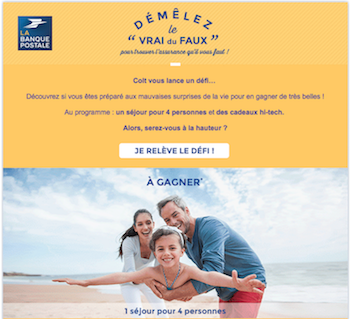 LA
BANQUE
POSTALE
DÉMÊLEZ
le
“VRAI du FAUX”
pour trouver l'assurance qu'il vous faut !
Colt vous lance un défi...
Découvrez si vous êtes préparé aux mauvaises surprises de la vie pour en gagner de très belles !
Au programme : un séjour pour 4 personnes et des cadeaux hi-tech.
Alors, serez-vous à la hauteur ?
JE RELÈVE LE DÉFI !
À GAGNER*
1 séjour pour 4 personnes